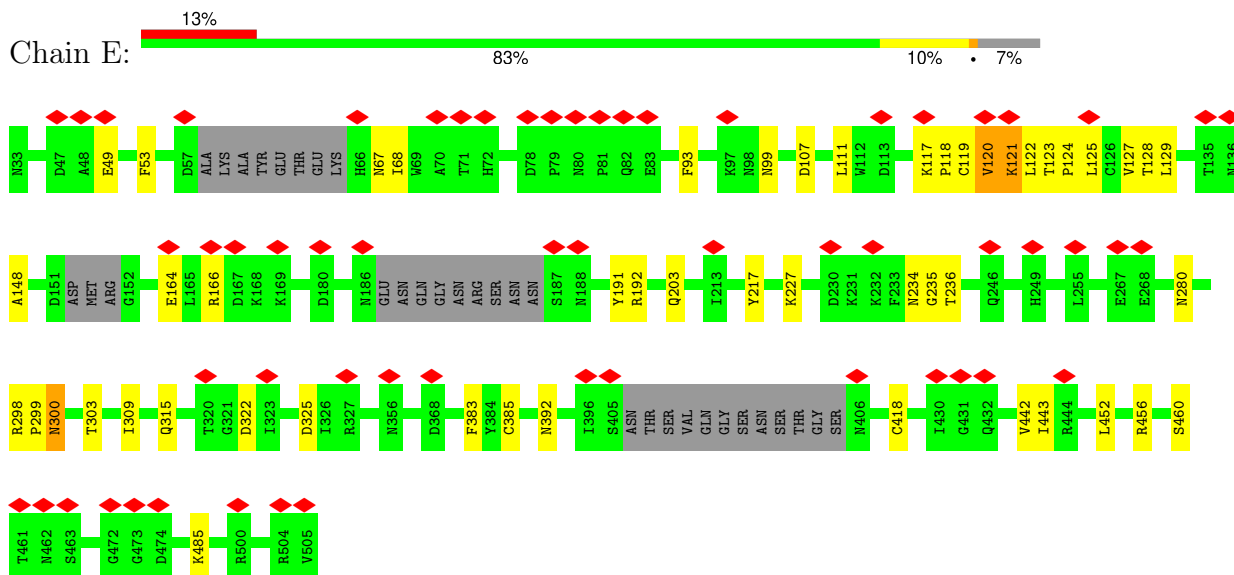 13%
Chain E:
83% 10% • 7%
N33 D47 A48 E49 F53 D57 ALA LYS ALA TYR GLU THR GLU LYS H66 N67 I68 W69 A70 T71 H72 D78 P79 N80 P81 Q82 E83 F93 K97 N98 N99 D107 L111 W112 D113 K117 P118 C119 V120 K121 L122 T123 P124 L125 C126 V127 T128 L129 T135 N136
A148 D151 ASP MET ARG G152 E164 L165 R166 D167 K168 K169 D180 N186 GLU ASN GLN GLY ASN ARG SER ASN ASN S187 N188 Y191 R192 Q203 I213 Y217 K227 D230 K231 K232 F233 N234 G235 T236 Q246 H249 L255 E267 E268 N280
R298 P299 N300 T303 I309 Q315 T320 G321 D322 I323 D325 I326 R327 N356 D368 F383 Y384 C385 N392 I396 S405 ASN THR SER VAL GLN GLY SER ASN SER THR GLY SER N406 C418 I430 G431 Q432 V442 I443 R444 L452 R456 S460
T461 N462 S463 G472 G473 D474 K485 R500 R504 V505